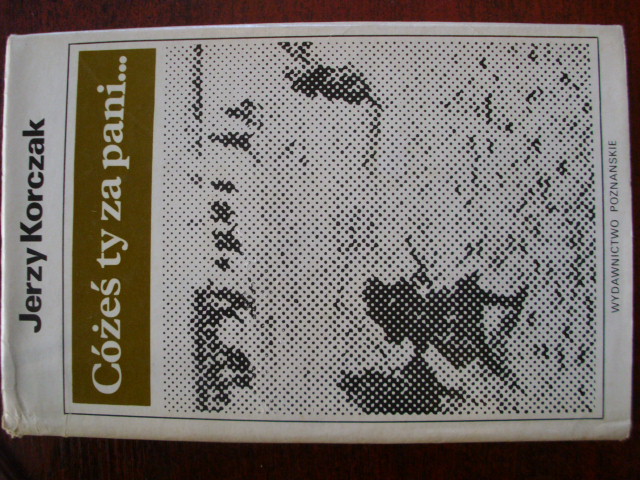 Jerzy Korczak
Cóżeś ty za pani...
WYDAWNICTWO POZNAŃSKIE